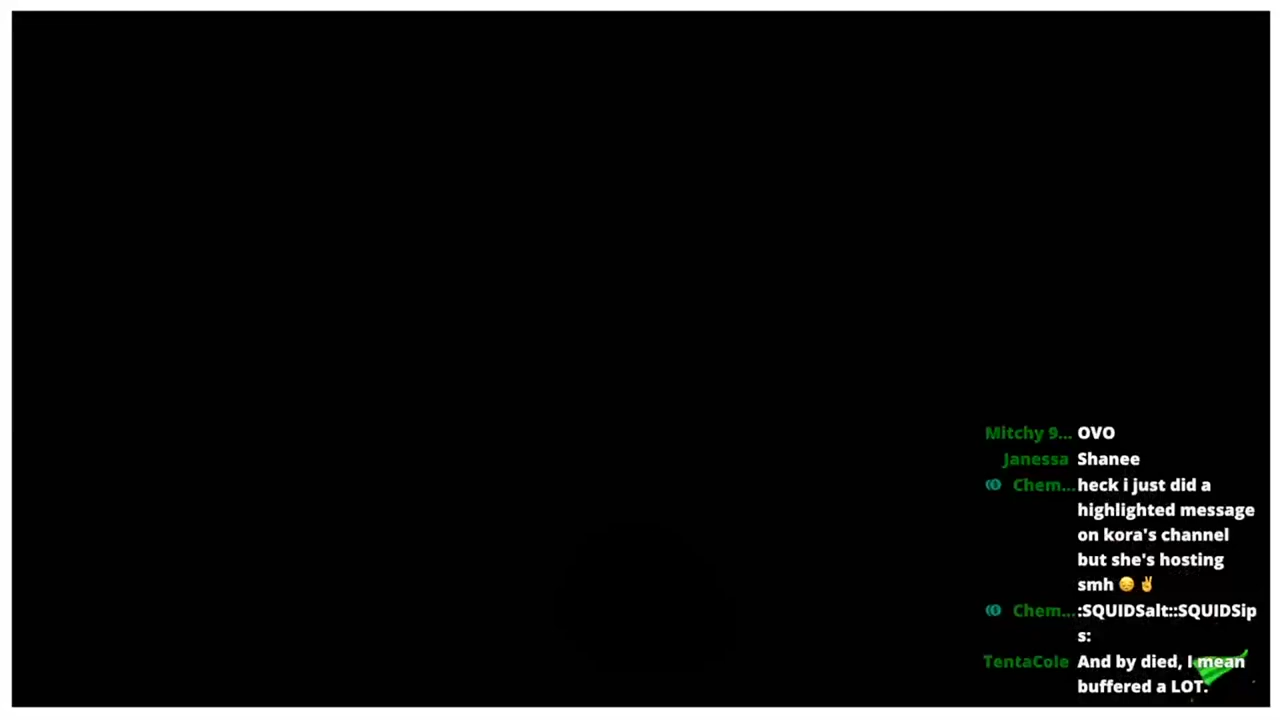 Mitchy 9... OVO
Janessa Shanee
Chem... heck i just did a
highlighted message
on kora's channel
but she's hosting
smh 😔✌
Chem... :SQUIDSalt::SQUIDSip
s:
TentaCole And by died, I mean
buffered a LOT.